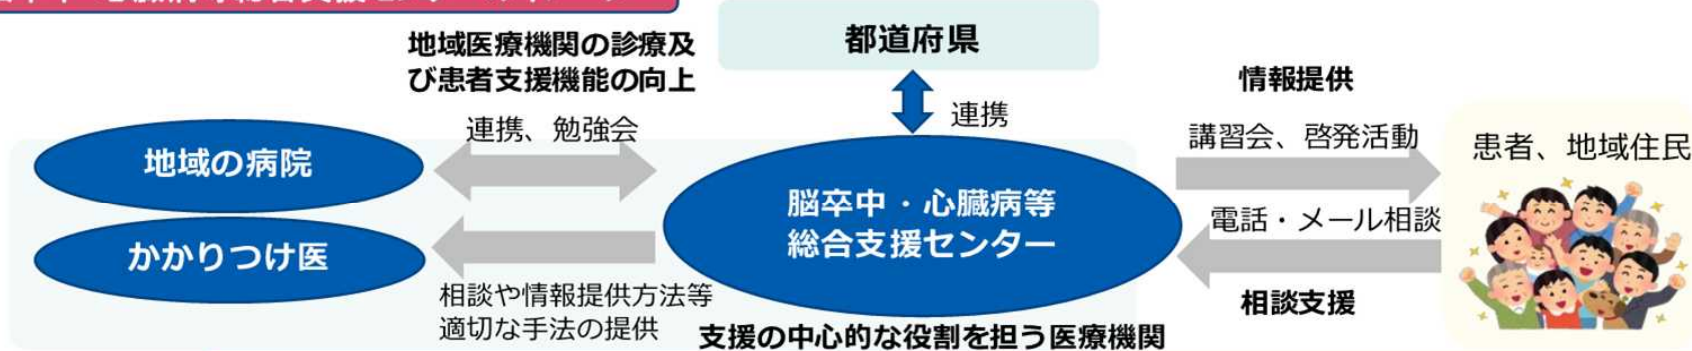 都道府県
地域医療機関の診療及
び患者支援機能の向上
連携
情報提供
連携、勉強会
講習会、啓発活動
患者、地域住民
地域の病院
脳卒中・心臓病等
総合支援センター
電話・メール相談
かかりつけ医
相談や情報提供方法等
適切な手法の提供
相談支援
支援の中心的な役割を担う医療機関